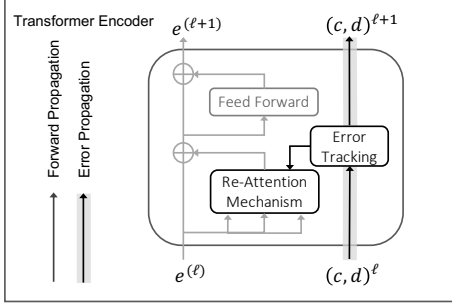 Transformer Encoder
Forward Propagation
Error Propagation
e^{(ℓ+1)}
(c, d)^{ℓ+1}
Feed Forward
Error
Tracking
Re-Attention
Mechanism
e^{(ℓ)}
(c, d)^ℓ